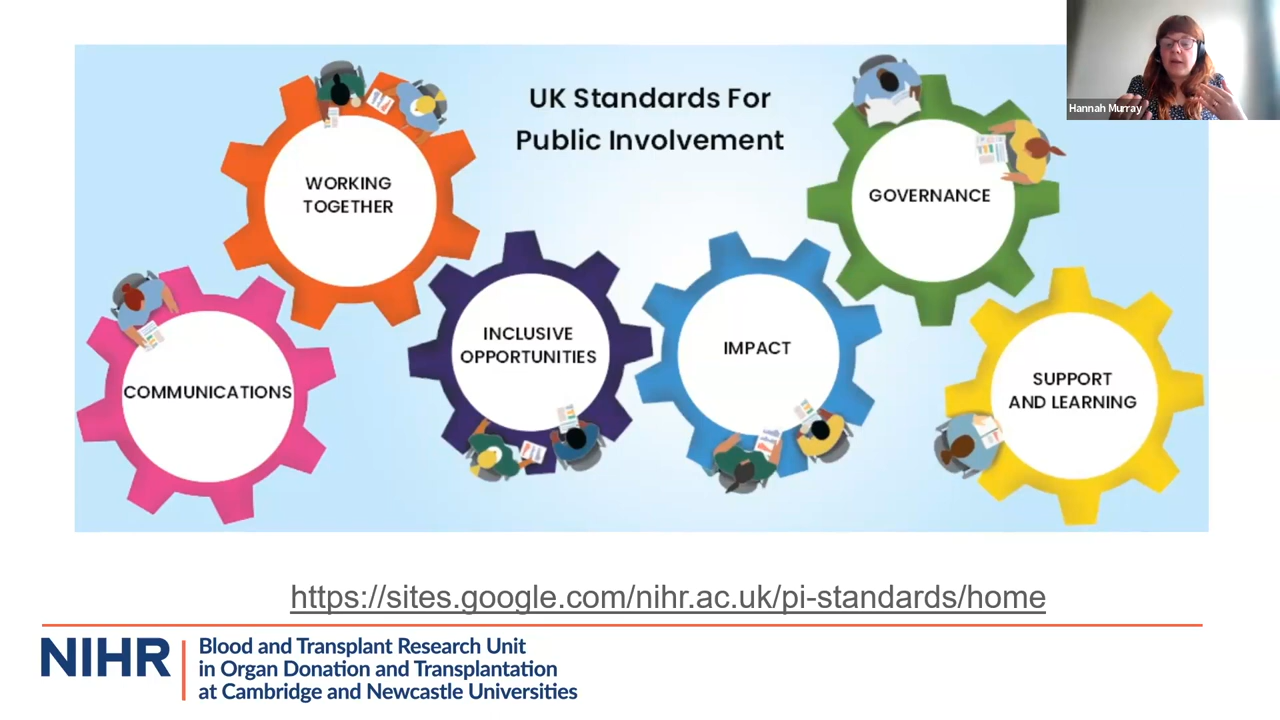 UK Standards For
Public Involvement
Hannah Murray
WORKING
TOGETHER
GOVERNANCE
COMMUNICATIONS
INCLUSIVE
OPPORTUNITIES
IMPACT
SUPPORT
AND LEARNING
https://sites.google.com/nihr.ac.uk/pi-standards/home
NIHR
Blood and Transplant Research Unit
in Organ Donation and Transplantation
at Cambridge and Newcastle Universities